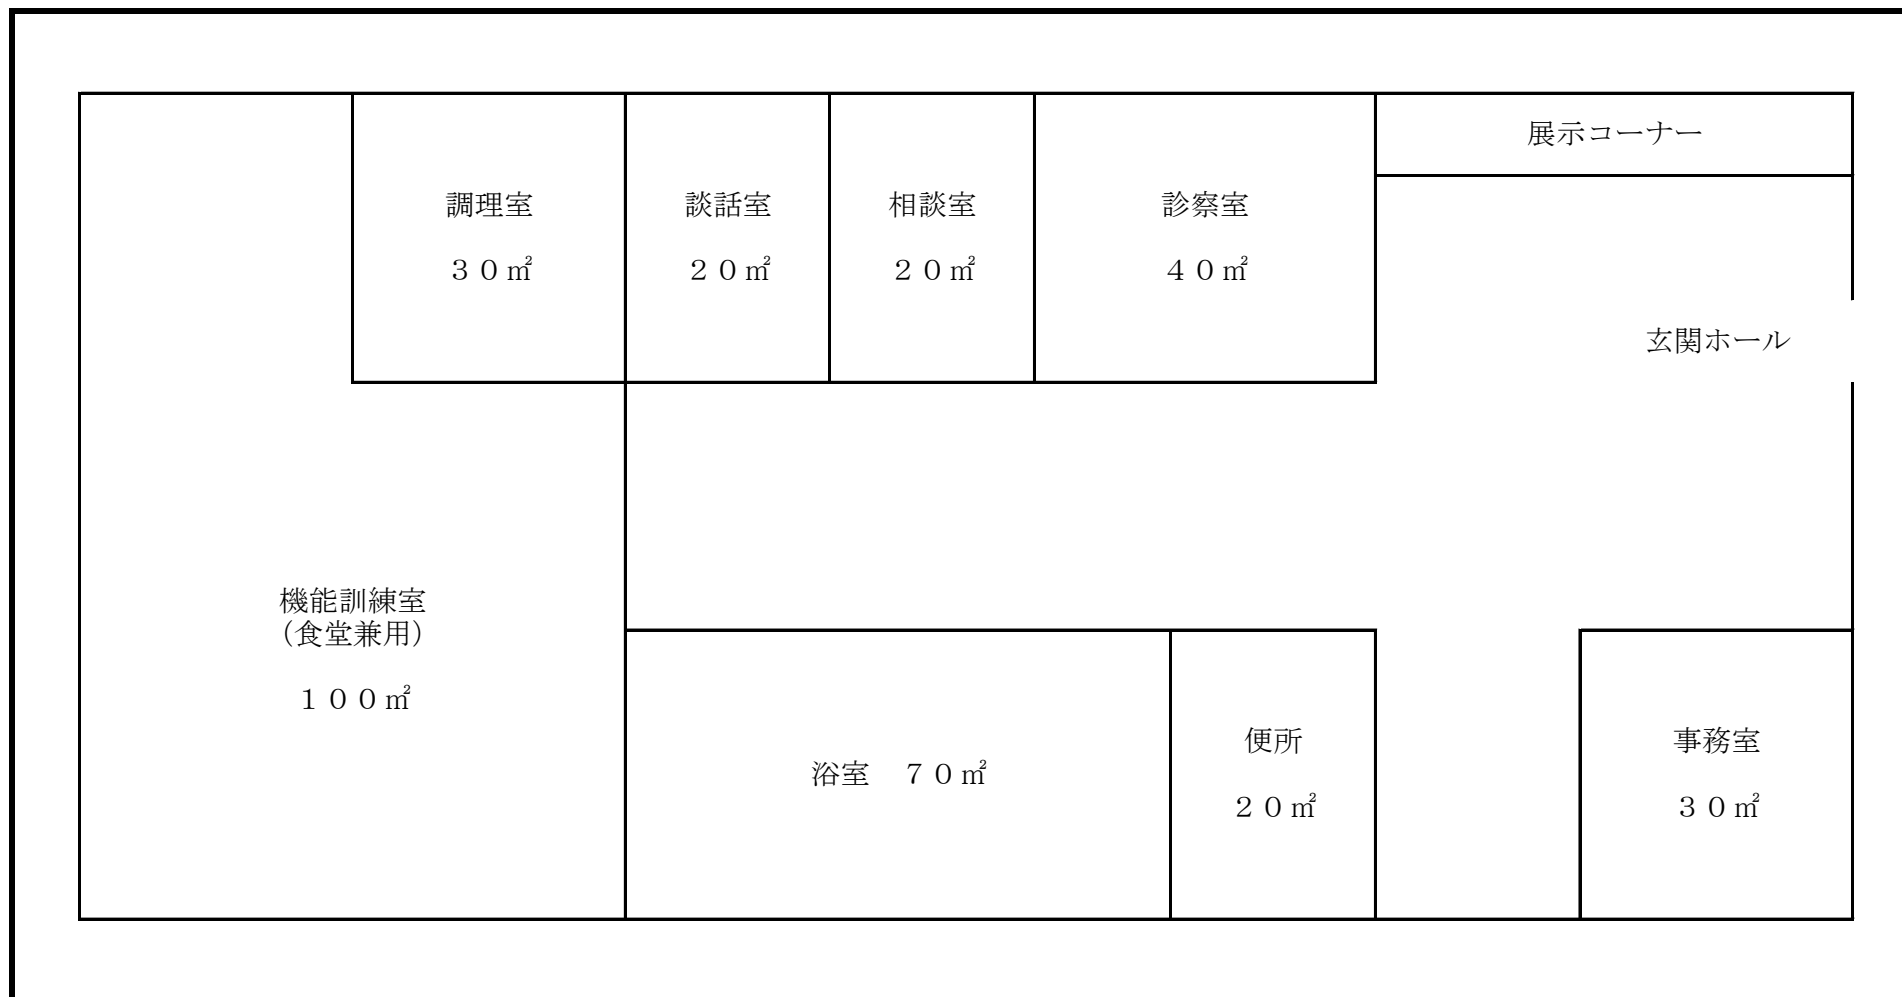 展示コーナー
調理室
３０㎡
談話室
２０㎡
相談室
２０㎡
診察室
４０㎡
玄関ホール
機能訓練室
（食堂兼用）
１００㎡
浴室　７０㎡
便所
２０㎡
事務室
３０㎡